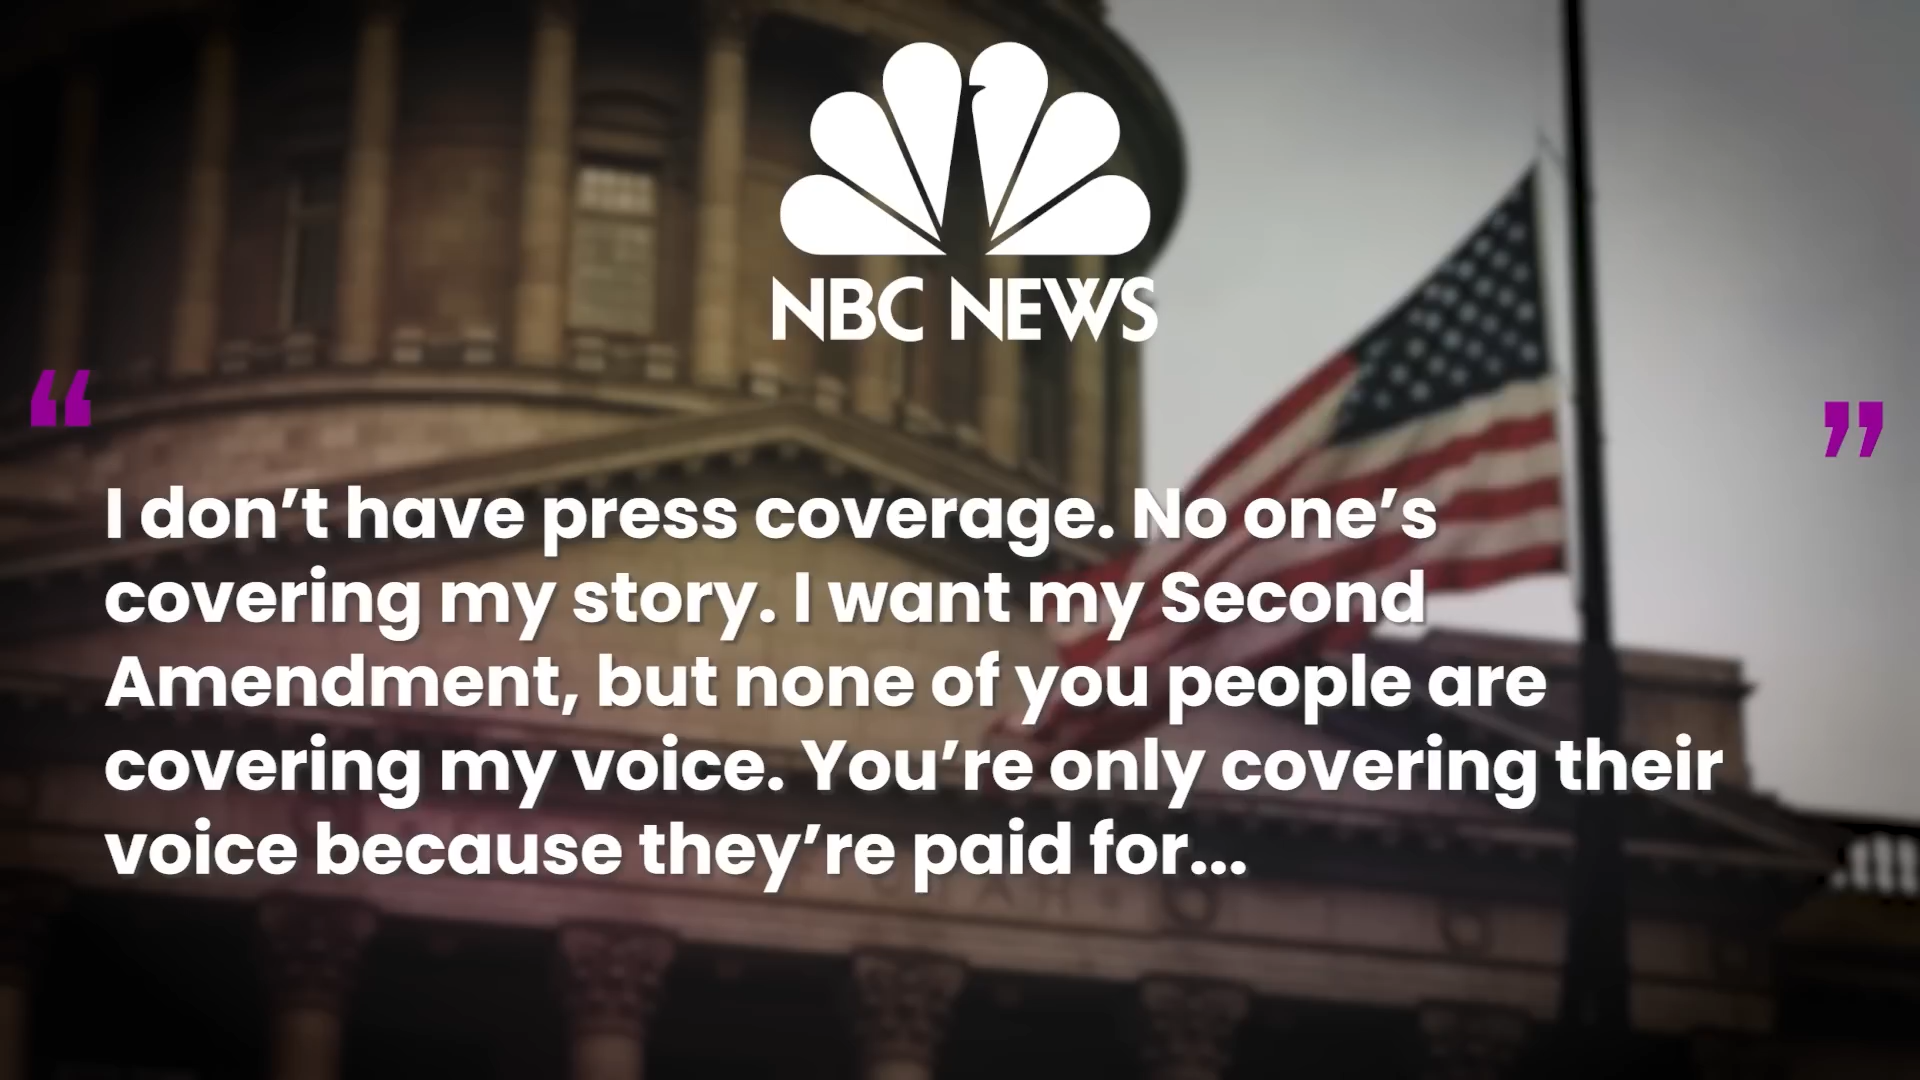 NBC NEWS
“
”
I don’t have press coverage. No one’s
covering my story. I want my Second
Amendment, but none of you people are
covering my voice. You’re only covering their
voice because they’re paid for...